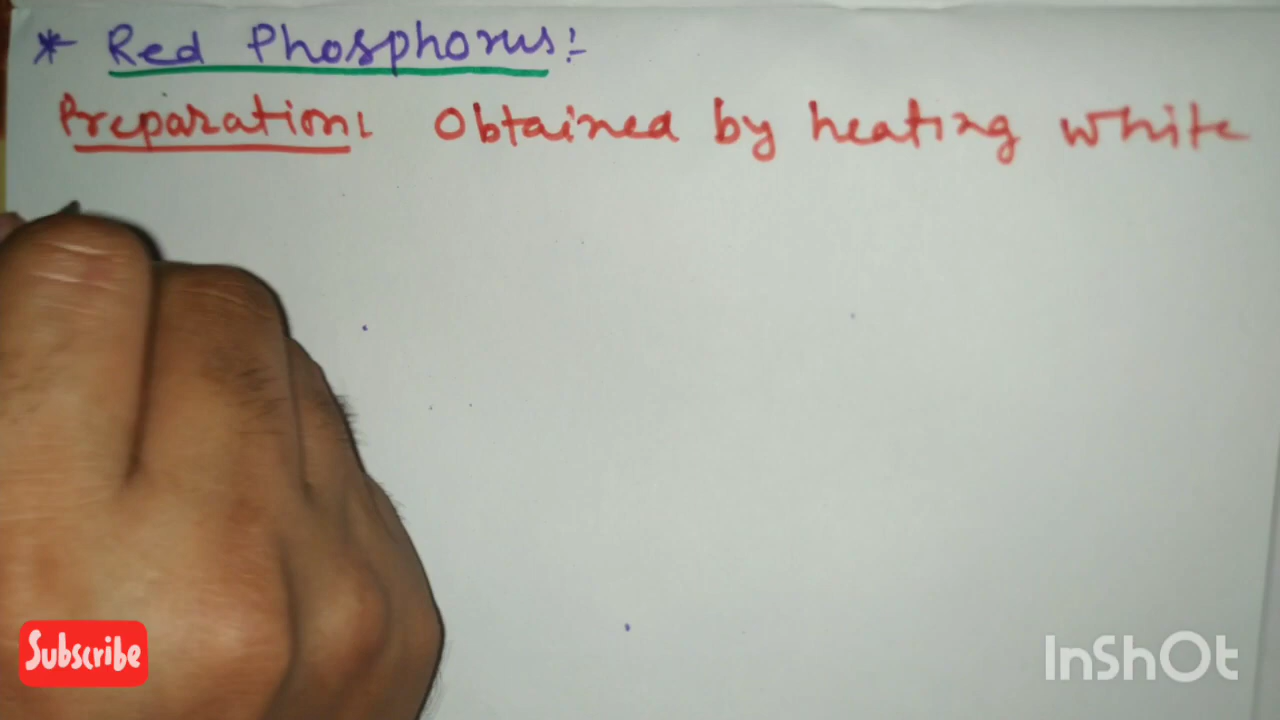 * Red Phosphorus:-
Preparation: Obtained by heating white
Subscribe
InShOt